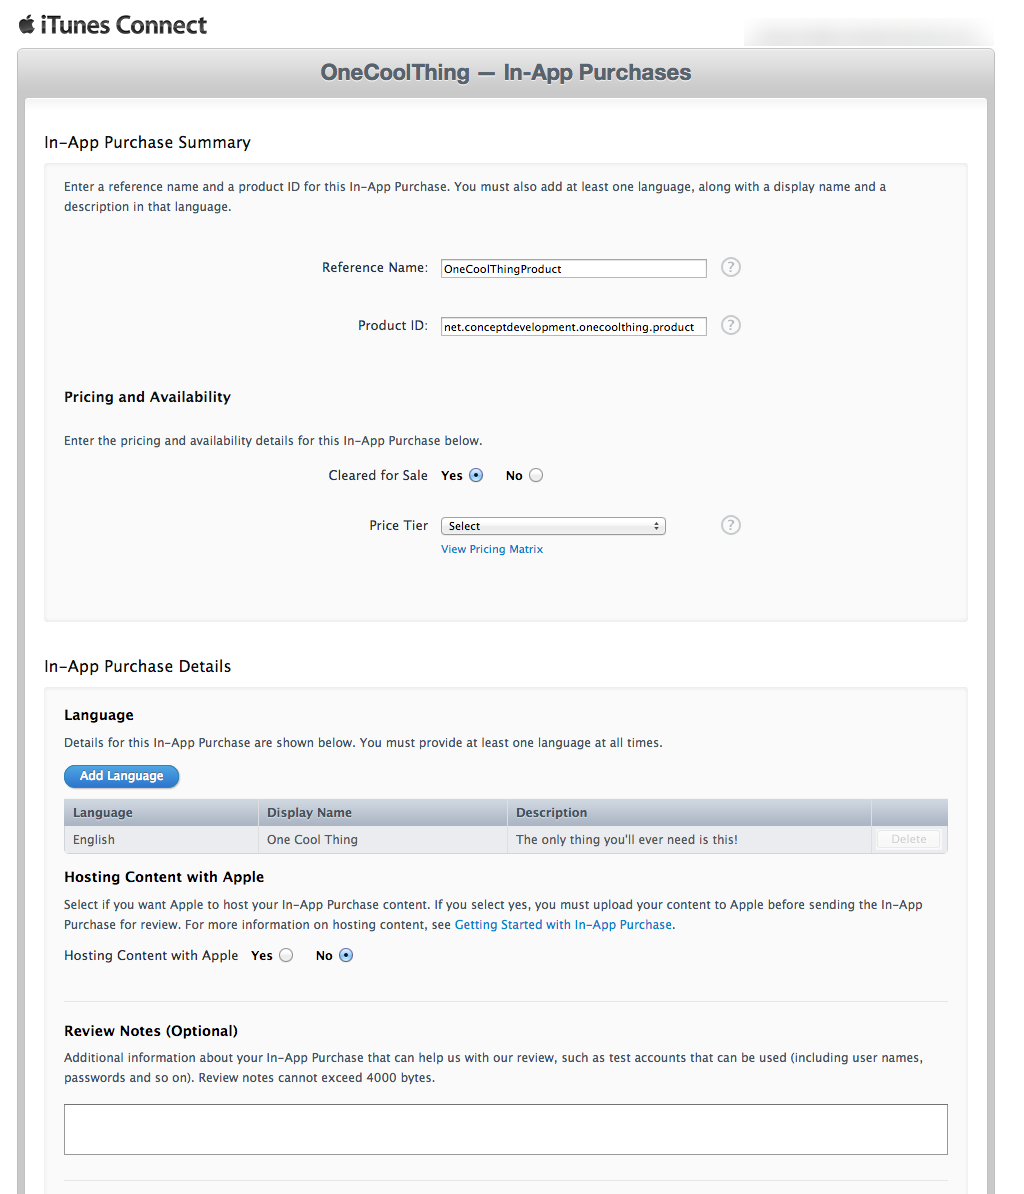 iTunes Connect
OneCoolThing — In-App Purchases
In-App Purchase Summary
Enter a reference name and a product ID for this In-App Purchase. You must also add at least one language, along with a display name and a
description in that language.
Reference Name: OneCoolThingProduct ?
Product ID: net.conceptdevelopment.onecoolthing.product ?
Pricing and Availability
Enter the pricing and availability details for this In-App Purchase below.
Cleared for Sale Yes No
Price Tier Select ?
View Pricing Matrix
In-App Purchase Details
Language
Details for this In-App Purchase are shown below. You must provide at least one language at all times.
Add Language
Language Display Name Description
English One Cool Thing The only thing you'll ever need is this! Delete
Hosting Content with Apple
Select if you want Apple to host your In-App Purchase content. If you select yes, you must upload your content to Apple before sending the In-App
Purchase for review. For more information on hosting content, see Getting Started with In-App Purchase.
Hosting Content with Apple Yes No
Review Notes (Optional)
Additional information about your In-App Purchase that can help us with our review, such as test accounts that can be used (including user names,
passwords and so on). Review notes cannot exceed 4000 bytes.